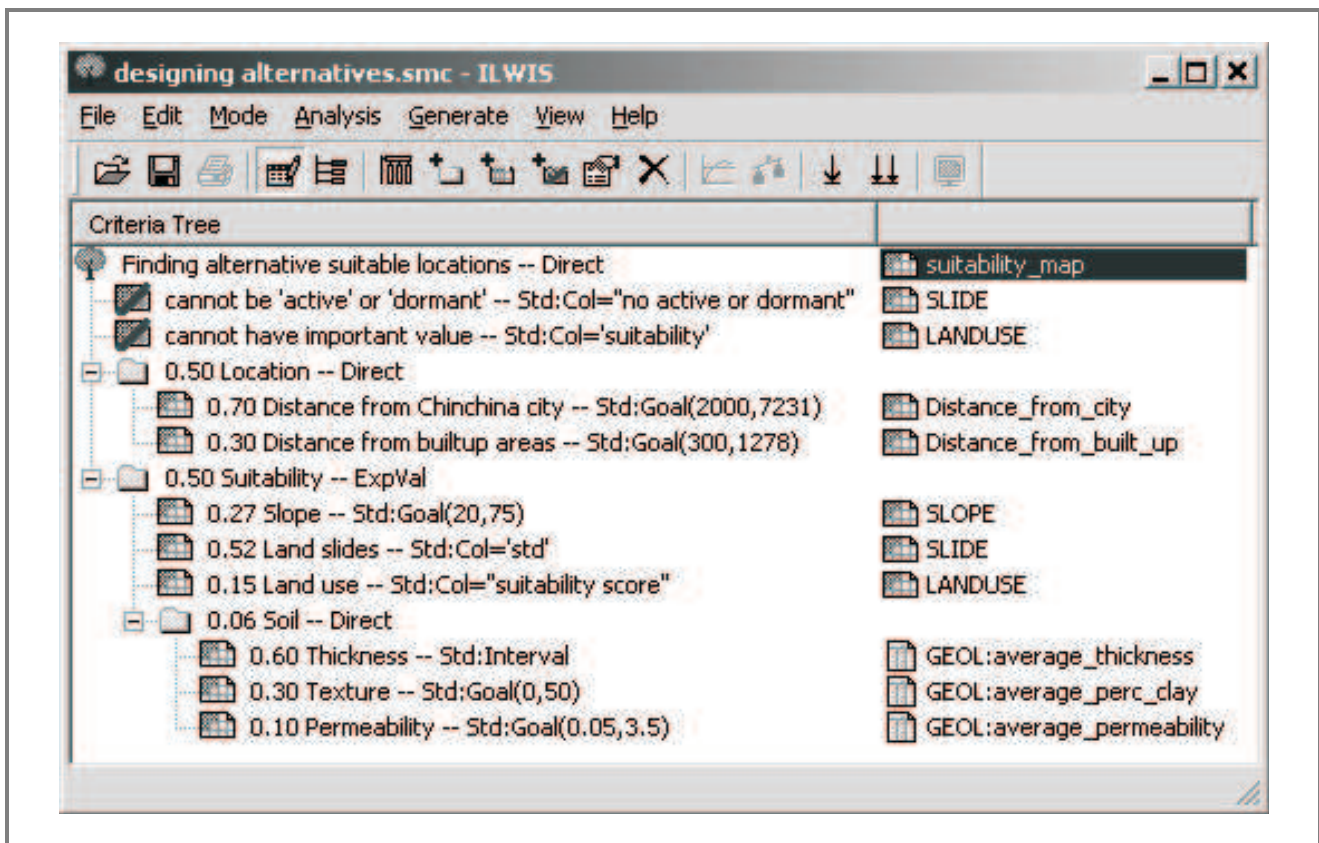 designing alternatives.smc - ILWIS
File Edit Mode Analysis Generate View Help
Criteria Tree
Finding alternative suitable locations -- Direct suitability_map
cannot be 'active' or 'dormant' -- Std:Col="no active or dormant" SLIDE
cannot have important value -- Std:Col='suitability' LANDUSE
0.50 Location -- Direct
0.70 Distance from Chinchina city -- Std:Goal(2000,7231) Distance_from_city
0.30 Distance from builtup areas -- Std:Goal(300,1278) Distance_from_built_up
0.50 Suitability -- ExpVal
0.27 Slope -- Std:Goal(20,75) SLOPE
0.52 Land slides -- Std:Col='std' SLIDE
0.15 Land use -- Std:Col="suitability score" LANDUSE
0.06 Soil -- Direct
0.60 Thickness -- Std:Interval GEOL:average_thickness
0.30 Texture -- Std:Goal(0,50) GEOL:average_perc_clay
0.10 Permeability -- Std:Goal(0.05,3.5) GEOL:average_permeability